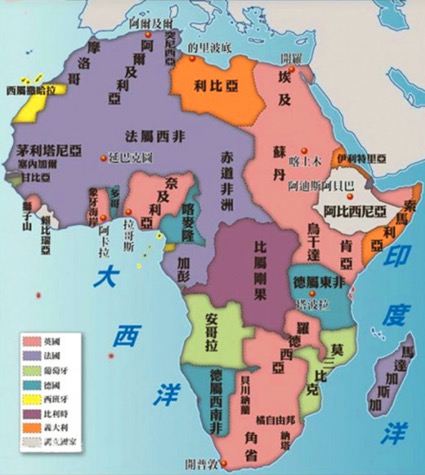 阿爾及爾
突尼西亞
的里波底
開羅
摩洛哥
阿爾及利亞
利比亞
埃及
西屬撒哈拉
法屬西非
茅利塔尼亞
塞內加爾
甘比亞
延巴克圖
赤道非洲
蘇丹
喀土木
伊利特里亞
阿迪斯阿貝巴
阿比西尼亞
索馬利亞
獅子山
賴比瑞亞
象牙海岸
多哥
奈及利亞
喀麥隆
阿卡拉
拉哥斯
加彭
比屬剛果
烏干達
肯亞
德屬東非
塔波拉
大西洋
印度洋
安哥拉
羅德西亞
莫三比克
馬達加斯加
德屬西南非
貝川納蘭
橘自由邦
納塔
角省
開普敦
英國
法國
葡萄牙
德國
西班牙
比利時
義大利
獨立國家